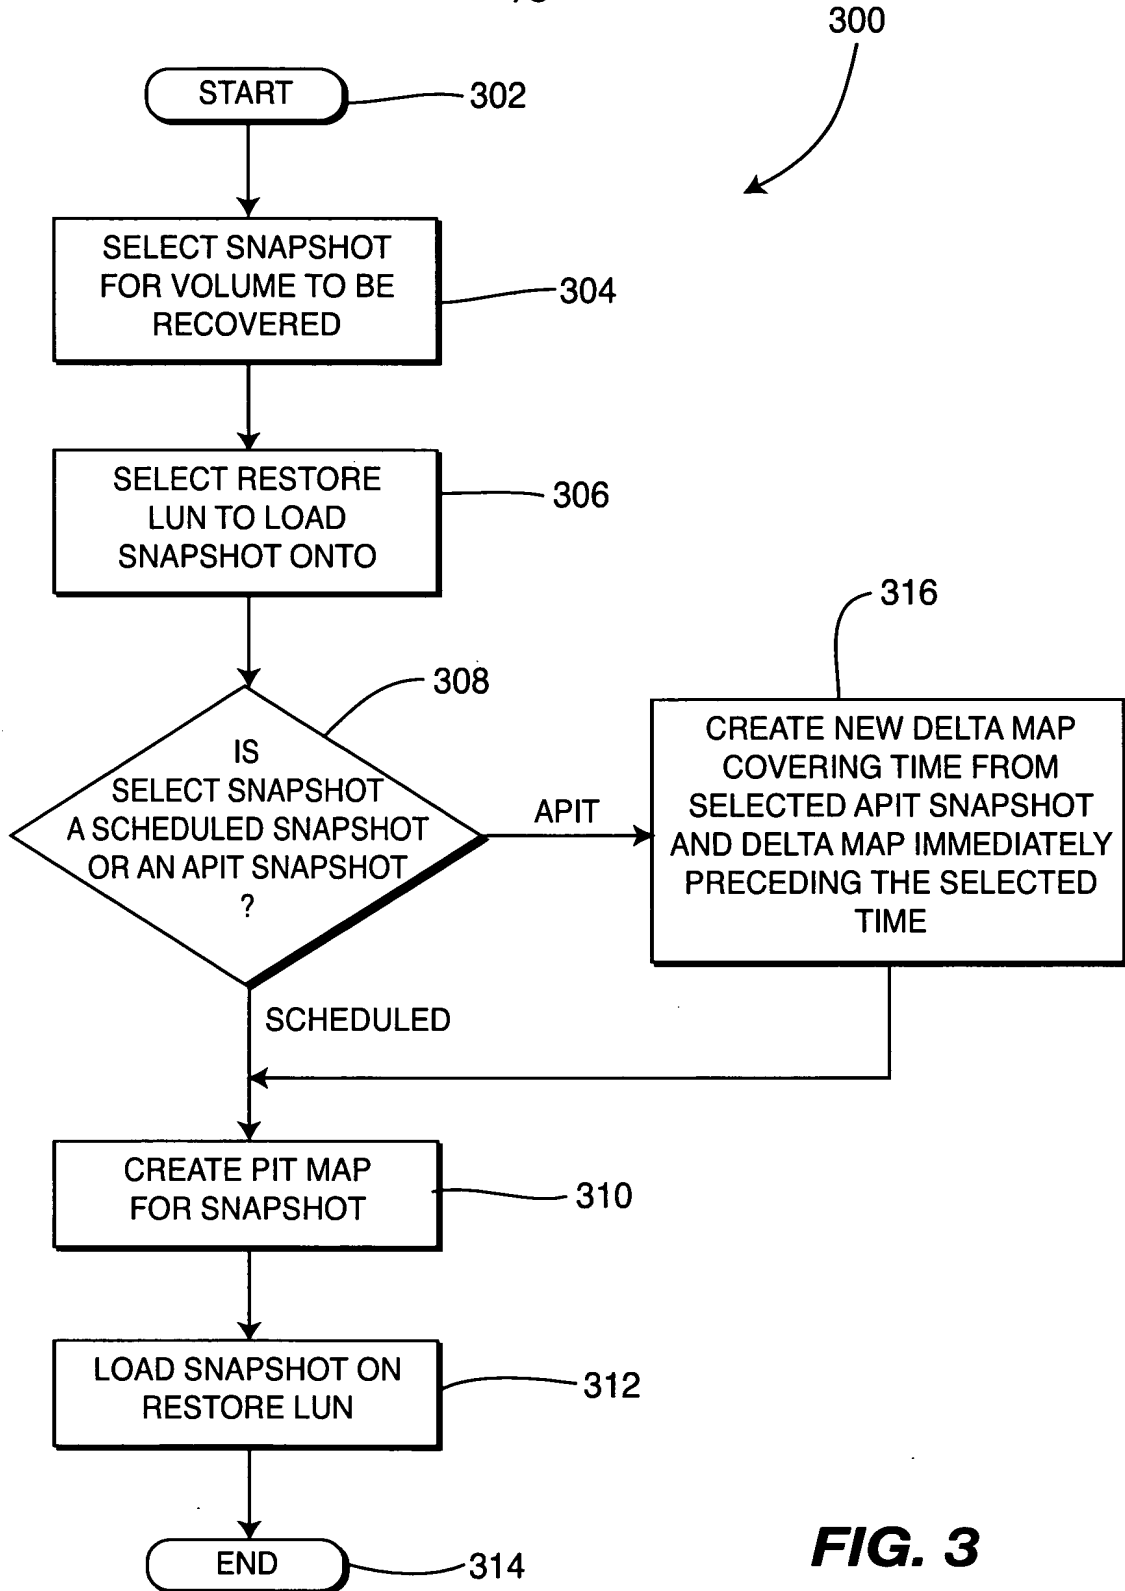 300
START
302
SELECT SNAPSHOT
FOR VOLUME TO BE
RECOVERED
304
SELECT RESTORE
LUN TO LOAD
SNAPSHOT ONTO
306
308
IS
SELECT SNAPSHOT
A SCHEDULED SNAPSHOT
OR AN APIT SNAPSHOT
?
APIT
316
CREATE NEW DELTA MAP
COVERING TIME FROM
SELECTED APIT SNAPSHOT
AND DELTA MAP IMMEDIATELY
PRECEDING THE SELECTED
TIME
SCHEDULED
CREATE PIT MAP
FOR SNAPSHOT
310
LOAD SNAPSHOT ON
RESTORE LUN
312
END
314
FIG. 3